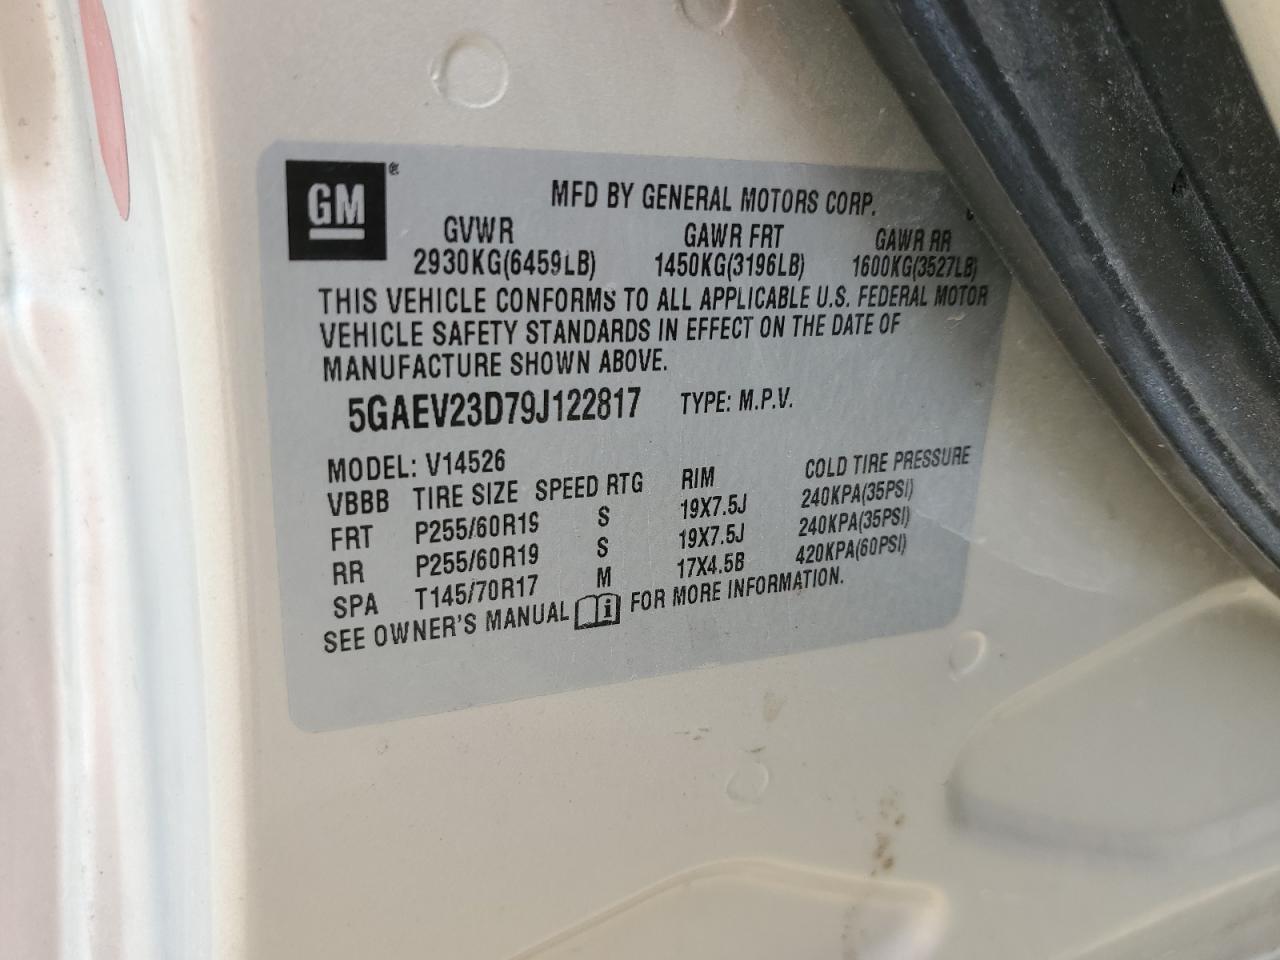 GM®
MFD BY GENERAL MOTORS CORP.
GVWR GAWR FRT GAWR RR
2930KG(6459LB) 1450KG(3196LB) 1600KG(3527LB)
THIS VEHICLE CONFORMS TO ALL APPLICABLE U.S. FEDERAL MOTOR
VEHICLE SAFETY STANDARDS IN EFFECT ON THE DATE OF
MANUFACTURE SHOWN ABOVE.
5GAEV23D79J122817 TYPE: M.P.V.
MODEL: V14526
VBBB TIRE SIZE SPEED RTG RIM COLD TIRE PRESSURE
FRT P255/60R19 S 19X7.5J 240KPA(35PSI)
RR P255/60R19 S 19X7.5J 240KPA(35PSI)
SPA T145/70R17 M 17X4.5B 420KPA(60PSI)
SEE OWNER'S MANUAL i FOR MORE INFORMATION.